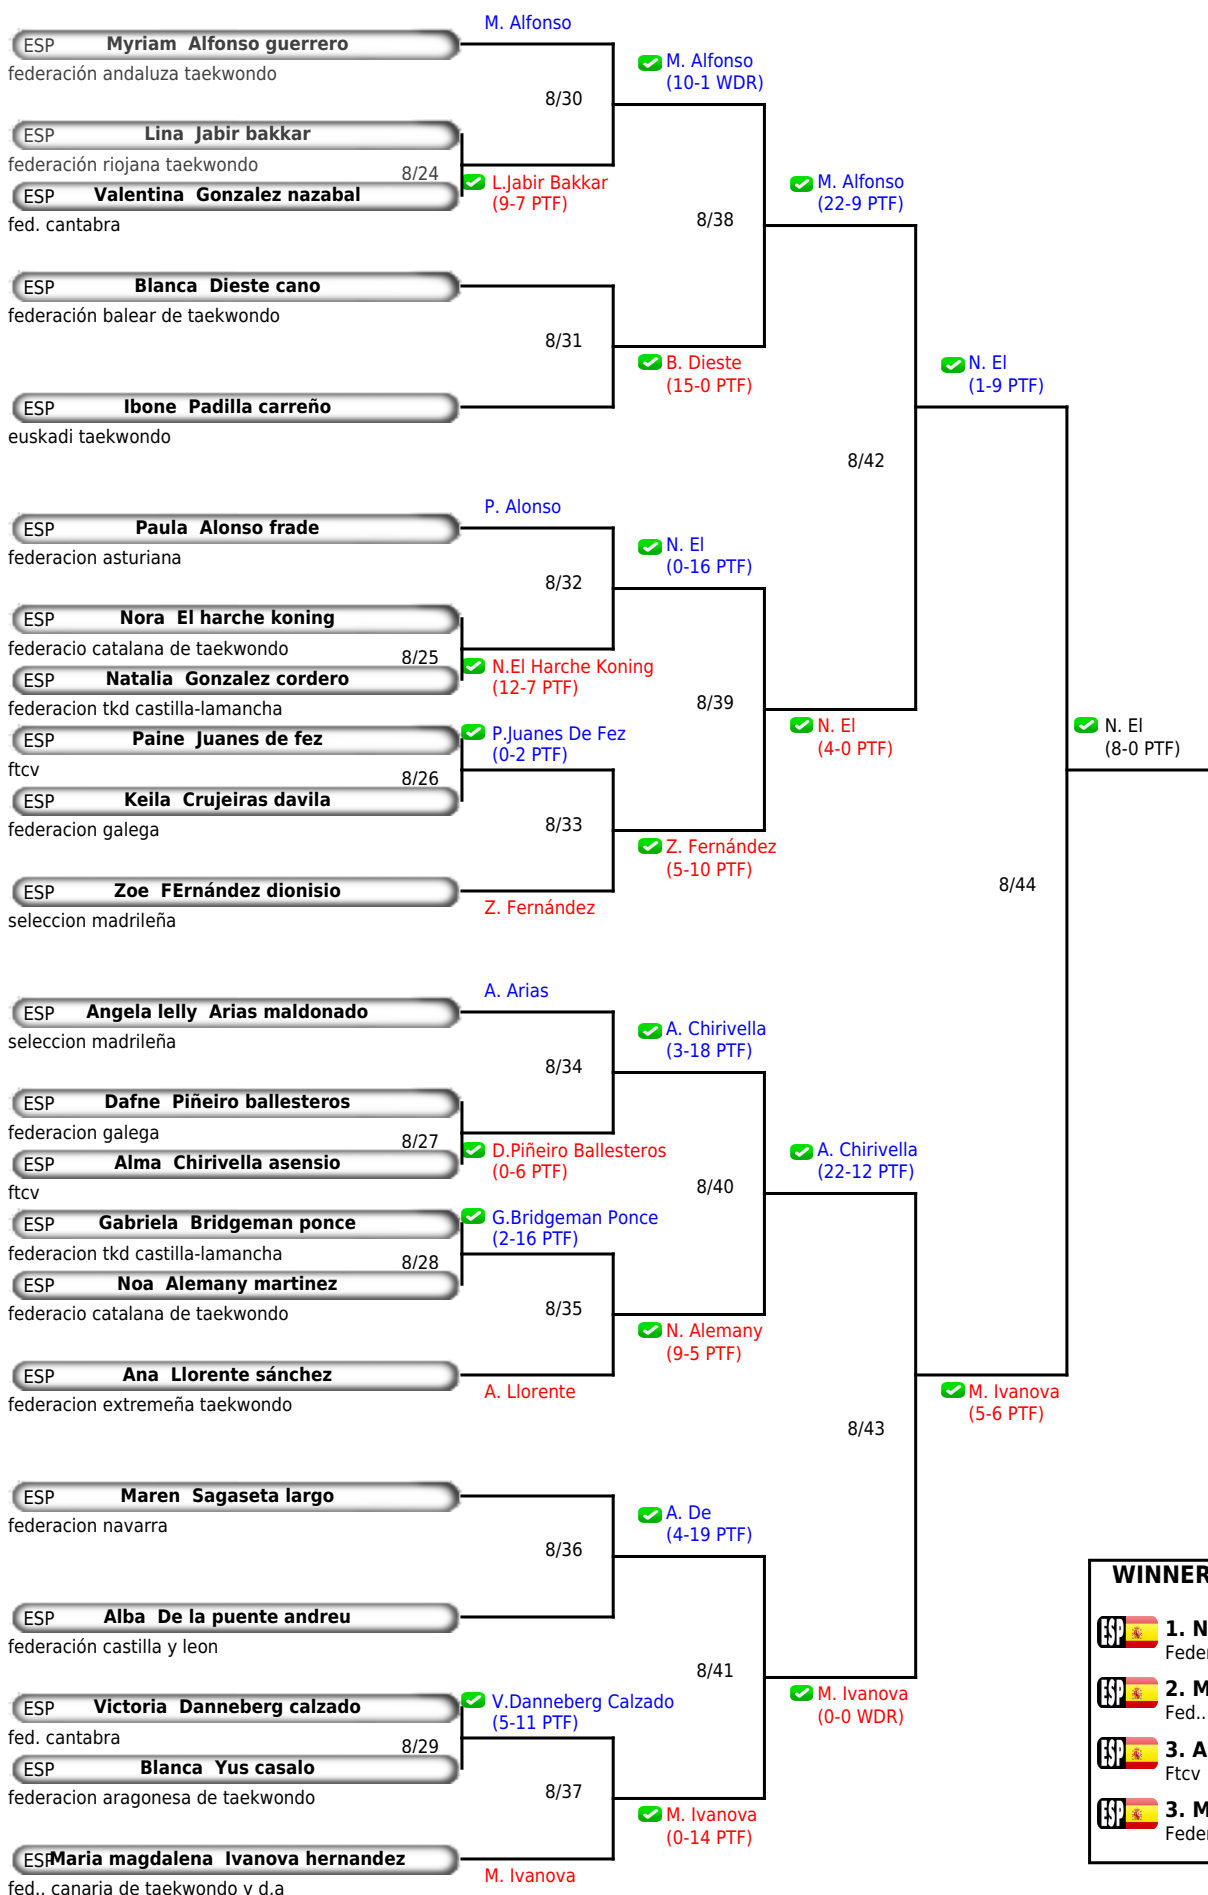 M. Alfonso
ESP Myriam Alfonso guerrero
federación andaluza taekwondo
M. Alfonso
(10-1 WDR)
8/30
ESP Lina Jabir bakkar
federación riojana taekwondo
8/24
L.Jabir Bakkar
(9-7 PTF)
ESP Valentina Gonzalez nazabal
fed. cantabra
M. Alfonso
(22-9 PTF)
8/38
ESP Blanca Dieste cano
federación balear de taekwondo
8/31
B. Dieste
(15-0 PTF)
ESP Ibone Padilla carreño
euskadi taekwondo
N. El
(1-9 PTF)
8/42
P. Alonso
ESP Paula Alonso frade
federacion asturiana
N. El
(0-16 PTF)
8/32
ESP Nora El harche koning
federacio catalana de taekwondo
8/25
N.El Harche Koning
(12-7 PTF)
ESP Natalia Gonzalez cordero
federacion tkd castilla-lamancha
8/39
N. El
(4-0 PTF)
ESP Paine Juanes de fez
ftcv
P.Juanes De Fez
(0-2 PTF)
8/26
ESP Keila Crujeiras davila
federacion galega
8/33
Z. Fernández
(5-10 PTF)
ESP Zoe FErnández dionisio
seleccion madrileña
Z. Fernández
N. El
(8-0 PTF)
8/44
A. Arias
ESP Angela lelly Arias maldonado
seleccion madrileña
A. Chirivella
(3-18 PTF)
8/34
ESP Dafne Piñeiro ballesteros
federacion galega
8/27
D.Piñeiro Ballesteros
(0-6 PTF)
ESP Alma Chirivella asensio
ftcv
A. Chirivella
(22-12 PTF)
8/40
ESP Gabriela Bridgeman ponce
federacion tkd castilla-lamancha
G.Bridgeman Ponce
(2-16 PTF)
8/28
ESP Noa Alemany martinez
federacio catalana de taekwondo
8/35
N. Alemany
(9-5 PTF)
ESP Ana Llorente sánchez
federacion extremeña taekwondo
A. Llorente
M. Ivanova
(5-6 PTF)
8/43
ESP Maren Sagaseta largo
federacion navarra
A. De
(4-19 PTF)
8/36
ESP Alba De la puente andreu
federación castilla y leon
8/41
M. Ivanova
(0-0 WDR)
ESP Victoria Danneberg calzado
fed. cantabra
V.Danneberg Calzado
(5-11 PTF)
8/29
ESP Blanca Yus casalo
federacion aragonesa de taekwondo
8/37
M. Ivanova
(0-14 PTF)
ESP Maria magdalena Ivanova hernandez
fed.. canaria de taekwondo y d.a
M. Ivanova
WINNER
ESP 1. N
Feder
ESP 2. M
Fed..
ESP 3. A
Ftcv
ESP 3. M
Feder